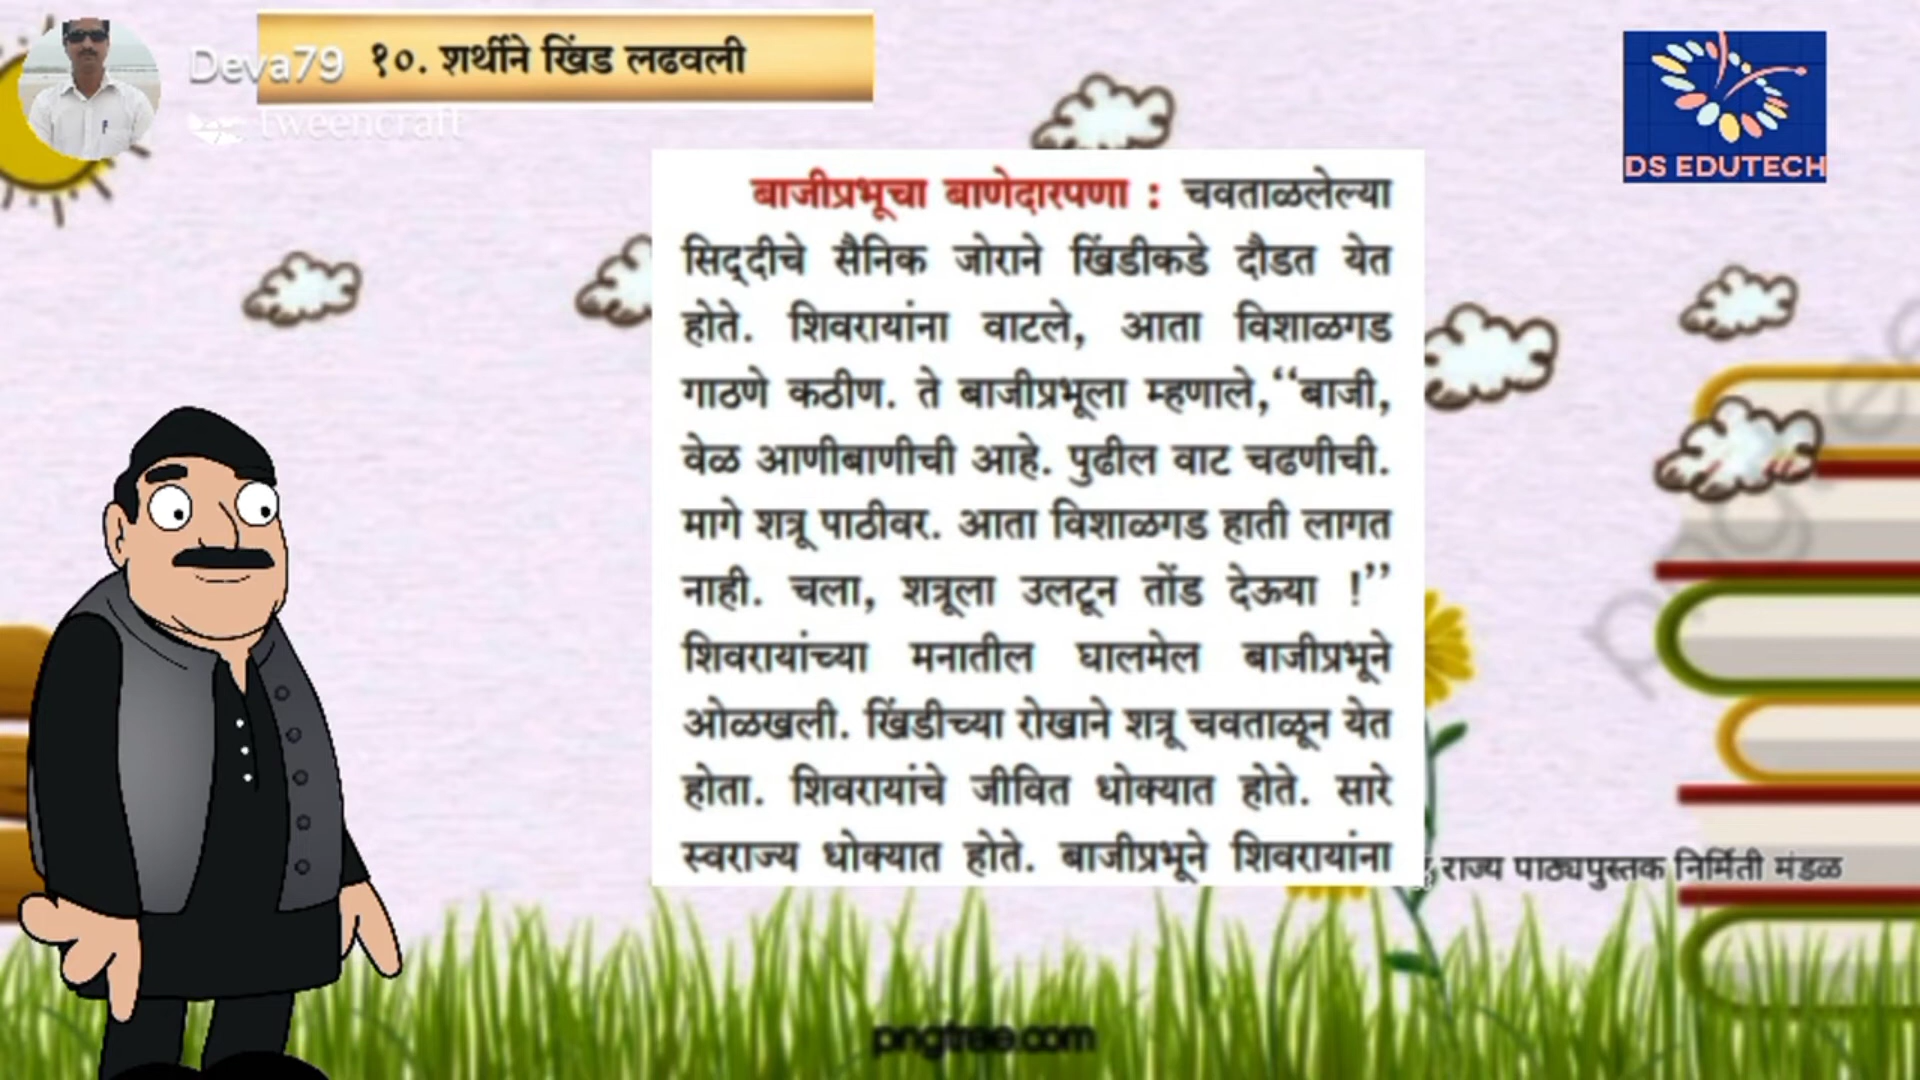 Deva79
tweencraft
१०. शर्थीने खिंड लढवली
DS EDUTECH
बाजीप्रभूचा बाणेदारपणा : चवताळलेल्या
सिद्दीचे सैनिक जोराने खिंडीकडे दौडत येत
होते. शिवरायांना वाटले, आता विशाळगड
गाठणे कठीण. ते बाजीप्रभूला म्हणाले,‘‘बाजी,
वेळ आणीबाणीची आहे. पुढील वाट चढणीची.
मागे शत्रू पाठीवर. आता विशाळगड हाती लागत
नाही. चला, शत्रूला उलटून तोंड देऊया !’’
शिवरायांच्या मनातील घालमेल बाजीप्रभूने
ओळखली. खिंडीच्या रोखाने शत्रू चवताळून येत
होता. शिवरायांचे जीवित धोक्यात होते. सारे
स्वराज्य धोक्यात होते. बाजीप्रभूने शिवरायांना
राज्य पाठ्यपुस्तक निर्मिती मंडळ
pngtree.com